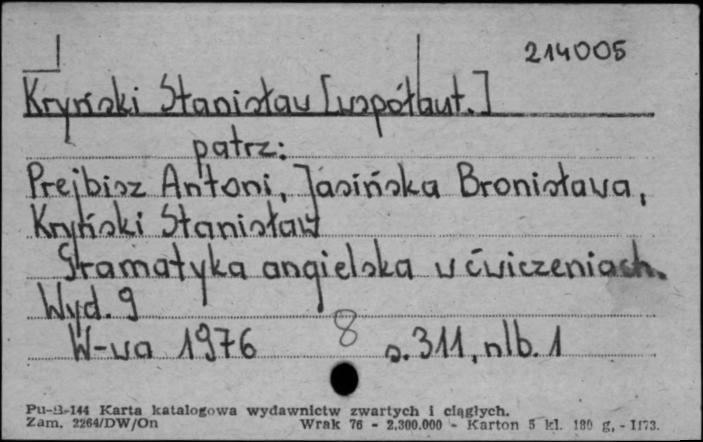 214005
Kryński Stanisław [współaut.]
patrz:
Prejbisz Antoni, Jasińska Bronisława,
Kryński Stanisław
Gramatyka angielska w ćwiczeniach.
Wyd. 9
W-wa 1976 8 s. 311, nlb. 1
Pu-B-144 Karta katalogowa wydawnictw zwartych i ciągłych.
Zam. 2264/DW/On Wrak 76 - 2,300.000 - Karton 5 kl. 180 g, - II73.